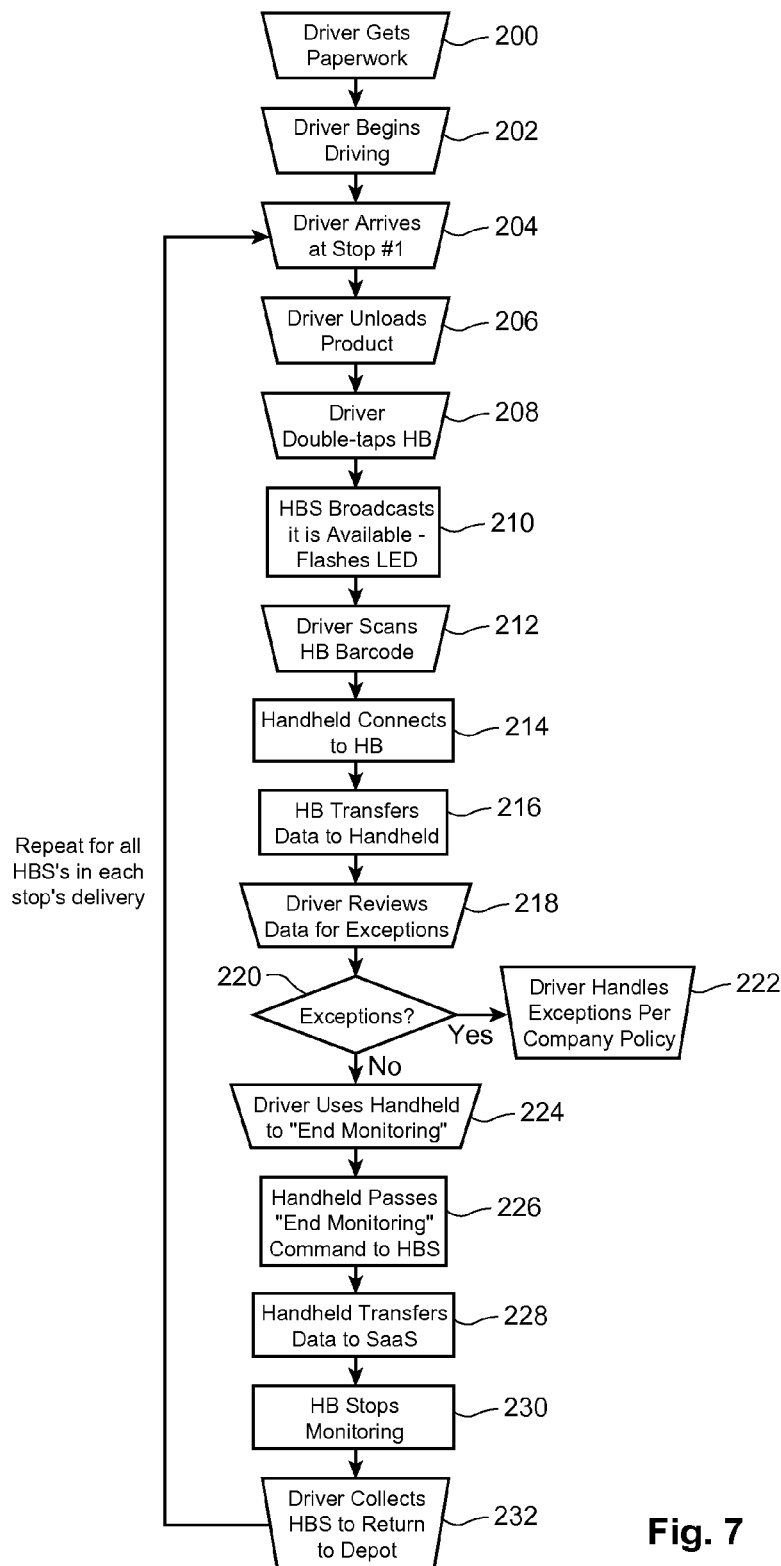 Driver Gets
Paperwork
200
Driver Begins
Driving
202
Driver Arrives
at Stop #1
204
Driver Unloads
Product
206
Driver
Double-taps HB
208
HBS Broadcasts
it is Available -
Flashes LED
210
Driver Scans
HB Barcode
212
Handheld Connects
to HB
214
HB Transfers
Data to Handheld
216
Repeat for all
HBS's in each
stop's delivery
Driver Reviews
Data for Exceptions
218
220
Exceptions?
Yes
No
Driver Handles
Exceptions Per
Company Policy
222
Driver Uses Handheld
to "End Monitoring"
224
Handheld Passes
"End Monitoring"
Command to HBS
226
Handheld Transfers
Data to SaaS
228
HB Stops
Monitoring
230
Driver Collects
HBS to Return
to Depot
232
Fig. 7